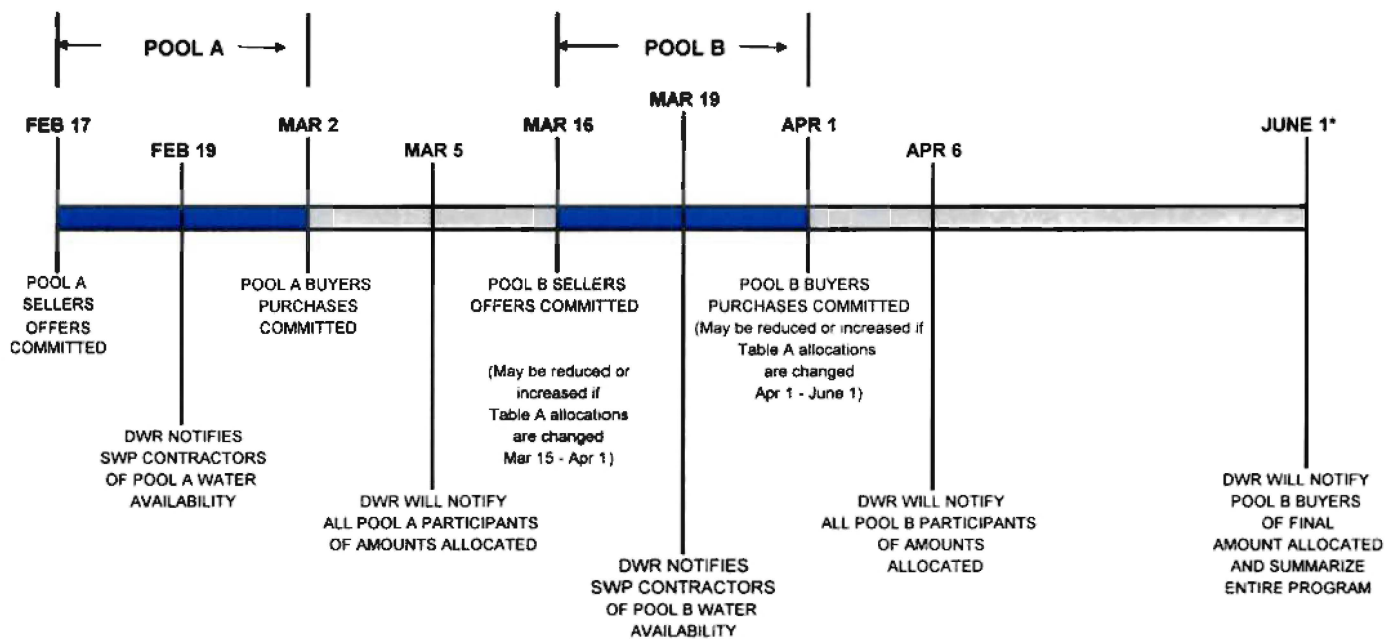 POOL A
POOL B
FEB 17
FEB 19
MAR 2
MAR 5
MAR 16
MAR 19
APR 1
APR 6
JUNE 1*
POOL A
SELLERS
OFFERS
COMMITTED
DWR NOTIFIES
SWP CONTRACTORS
OF POOL A WATER
AVAILABILITY
POOL A BUYERS
PURCHASES
COMMITTED
DWR WILL NOTIFY
ALL POOL A PARTICIPANTS
OF AMOUNTS ALLOCATED
POOL B SELLERS
OFFERS COMMITTED
(May be reduced or
increased if
Table A allocations
are changed
Mar 15 - Apr 1)
DWR NOTIFIES
SWP CONTRACTORS
OF POOL B WATER
AVAILABILITY
POOL B BUYERS
PURCHASES COMMITTED
(May be reduced or increased if
Table A allocations
are changed
Apr 1 - June 1)
DWR WILL NOTIFY
ALL POOL B PARTICIPANTS
OF AMOUNTS
ALLOCATED
DWR WILL NOTIFY
POOL B BUYERS
OF FINAL
AMOUNT ALLOCATED
AND SUMMARIZE
ENTIRE PROGRAM